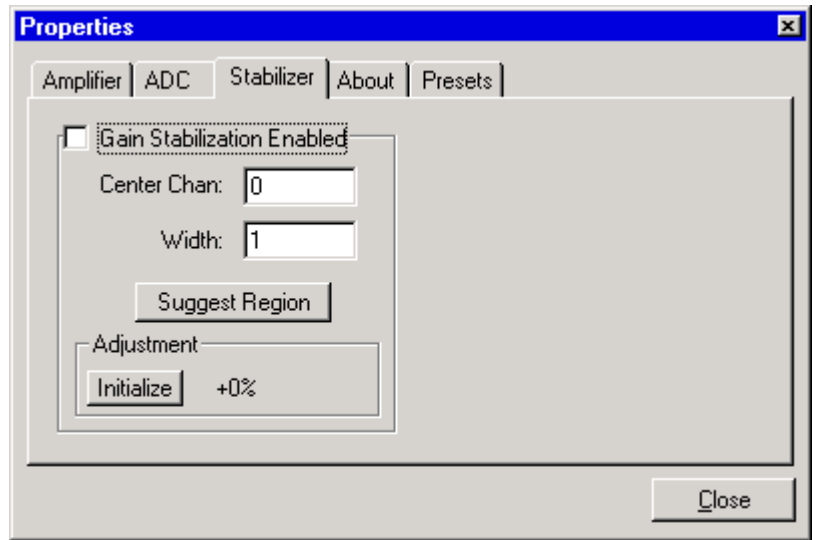 Properties
Amplifier ADC Stabilizer About Presets
Gain Stabilization Enabled
Center Chan: 0
Width: 1
Suggest Region
Adjustment
Initialize +0%
Close